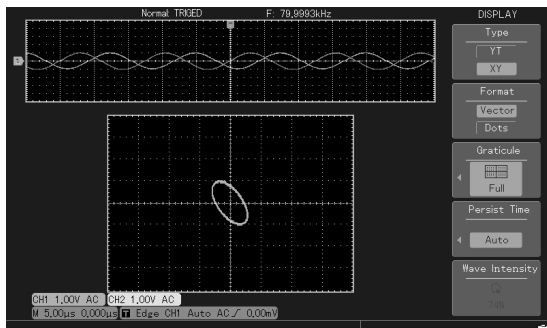 Normal TRIGED F: 79,9993kHz DISPLAY
Type
YT
XY
Format
Vector
Dots
Graticule
Full
Persist Time
Auto
Wave Intensity
74%
CH1 1,00V AC CH2 1,00V AC
M 5,00µs 0,000µs T Edge CH1 Auto AC 0,00mV